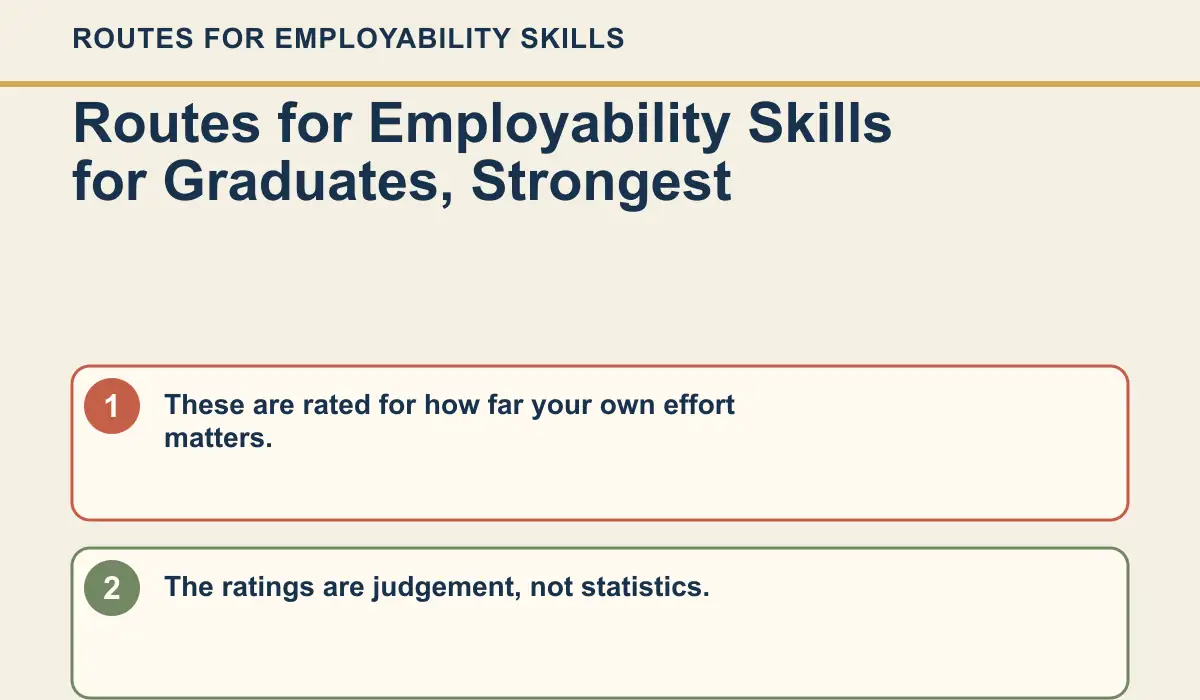 ROUTES FOR EMPLOYABILITY SKILLS
Routes for Employability Skills
for Graduates, Strongest
1
These are rated for how far your own effort
matters.
2
The ratings are judgement, not statistics.